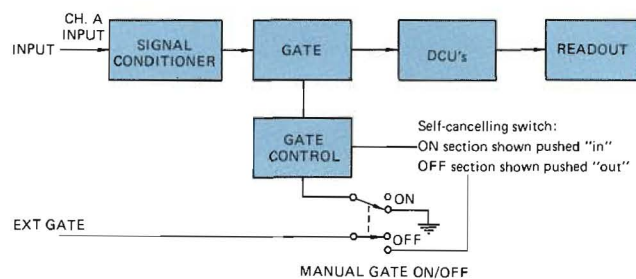 CH. A
INPUT
INPUT
SIGNAL
CONDITIONER
GATE
DCU's
READOUT
GATE
CONTROL
Self-cancelling switch:
ON section shown pushed "in"
OFF section shown pushed "out"
ON
EXT GATE
OFF
MANUAL GATE ON/OFF